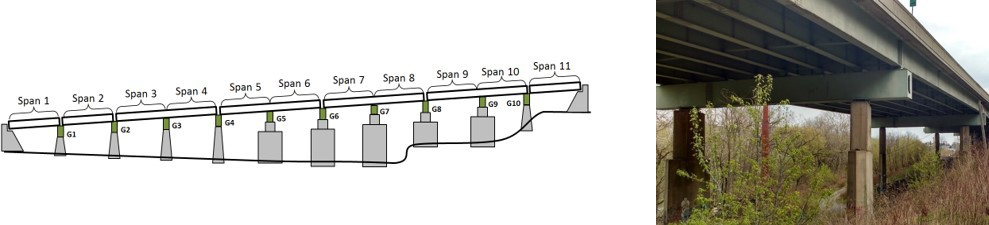 Span 1
Span 2
Span 3
Span 4
Span 5
Span 6
Span 7
Span 8
Span 9
Span 10
Span 11
G1
G2
G3
G4
G5
G6
G7
G8
G9
G10